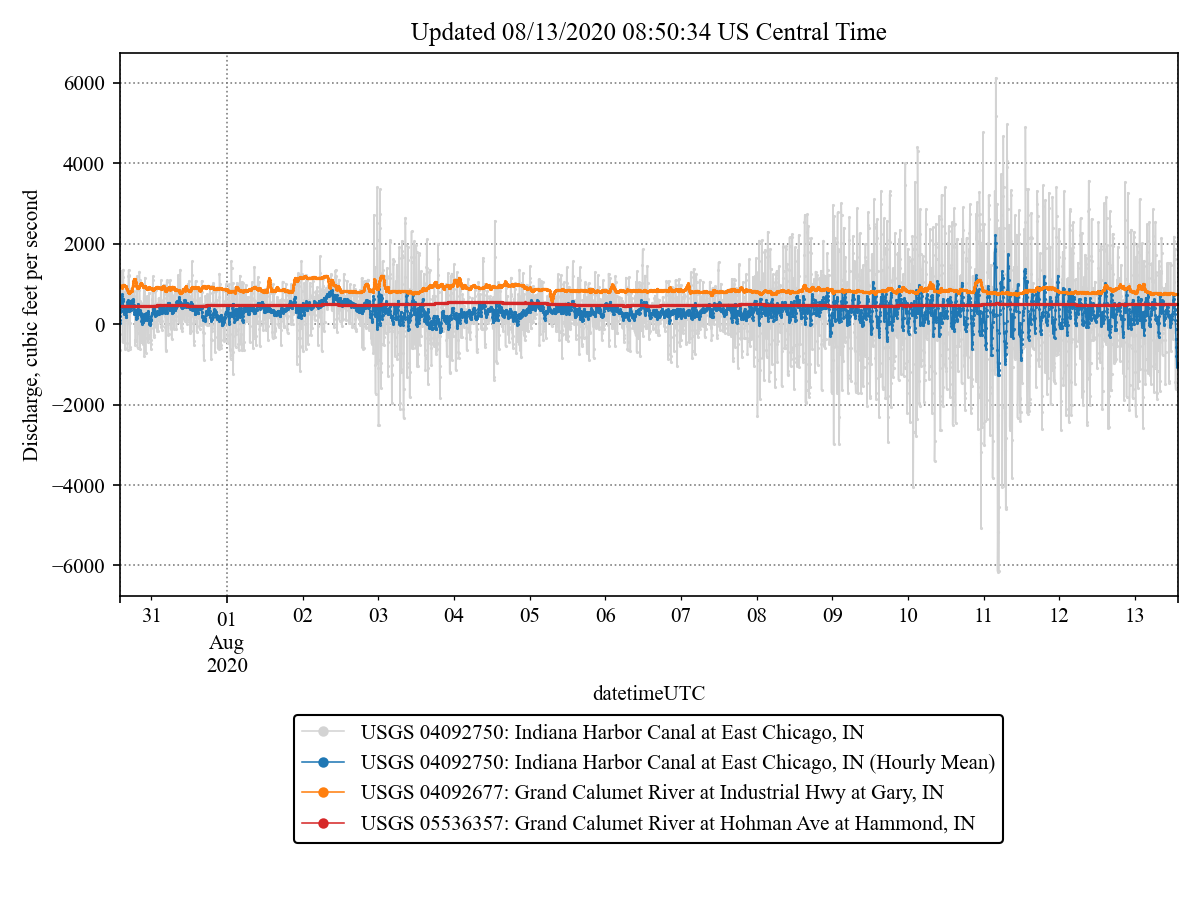 Updated 08/13/2020 08:50:34 US Central Time
Discharge, cubic feet per second
6000
4000
2000
0
−2000
−4000
−6000
31
01
Aug
2020
02
03
04
05
06
07
08
09
10
11
12
13
datetimeUTC
USGS 04092750: Indiana Harbor Canal at East Chicago, IN
USGS 04092750: Indiana Harbor Canal at East Chicago, IN (Hourly Mean)
USGS 04092677: Grand Calumet River at Industrial Hwy at Gary, IN
USGS 05536357: Grand Calumet River at Hohman Ave at Hammond, IN